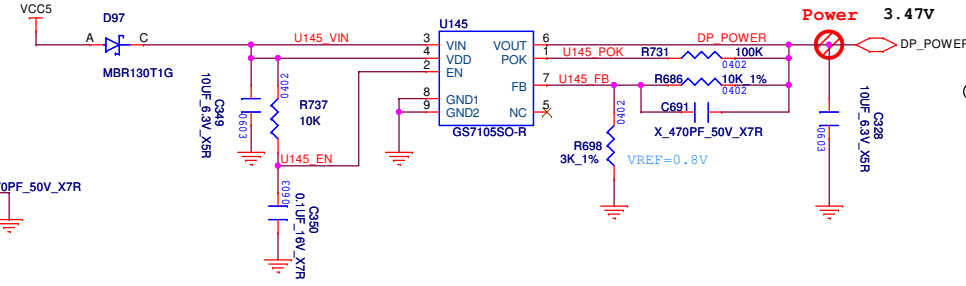 VCC5
D97
A
C
MBR130T1G
U145_VIN
U145
3
VIN
4
VDD
2
EN
8
GND1
9
GND2
VOUT
6
POK
1
FB
7
NC
5
GS7105SO-R
DP_POWER
Power
3.47V
DP_POWER
U145_POK
R731
100K
0402
U145_FB
R686
10K_1%
0402
C691
X_470PF_50V_X7R
0402
R698
3K_1%
VREF=0.8V
C328
10UF_6.3V_X5R
0603
C349
10UF_6.3V_X5R
0603
0402
R737
10K
U145_EN
0603
C350
0.1UF_16V_X7R
0PF_50V_X7R